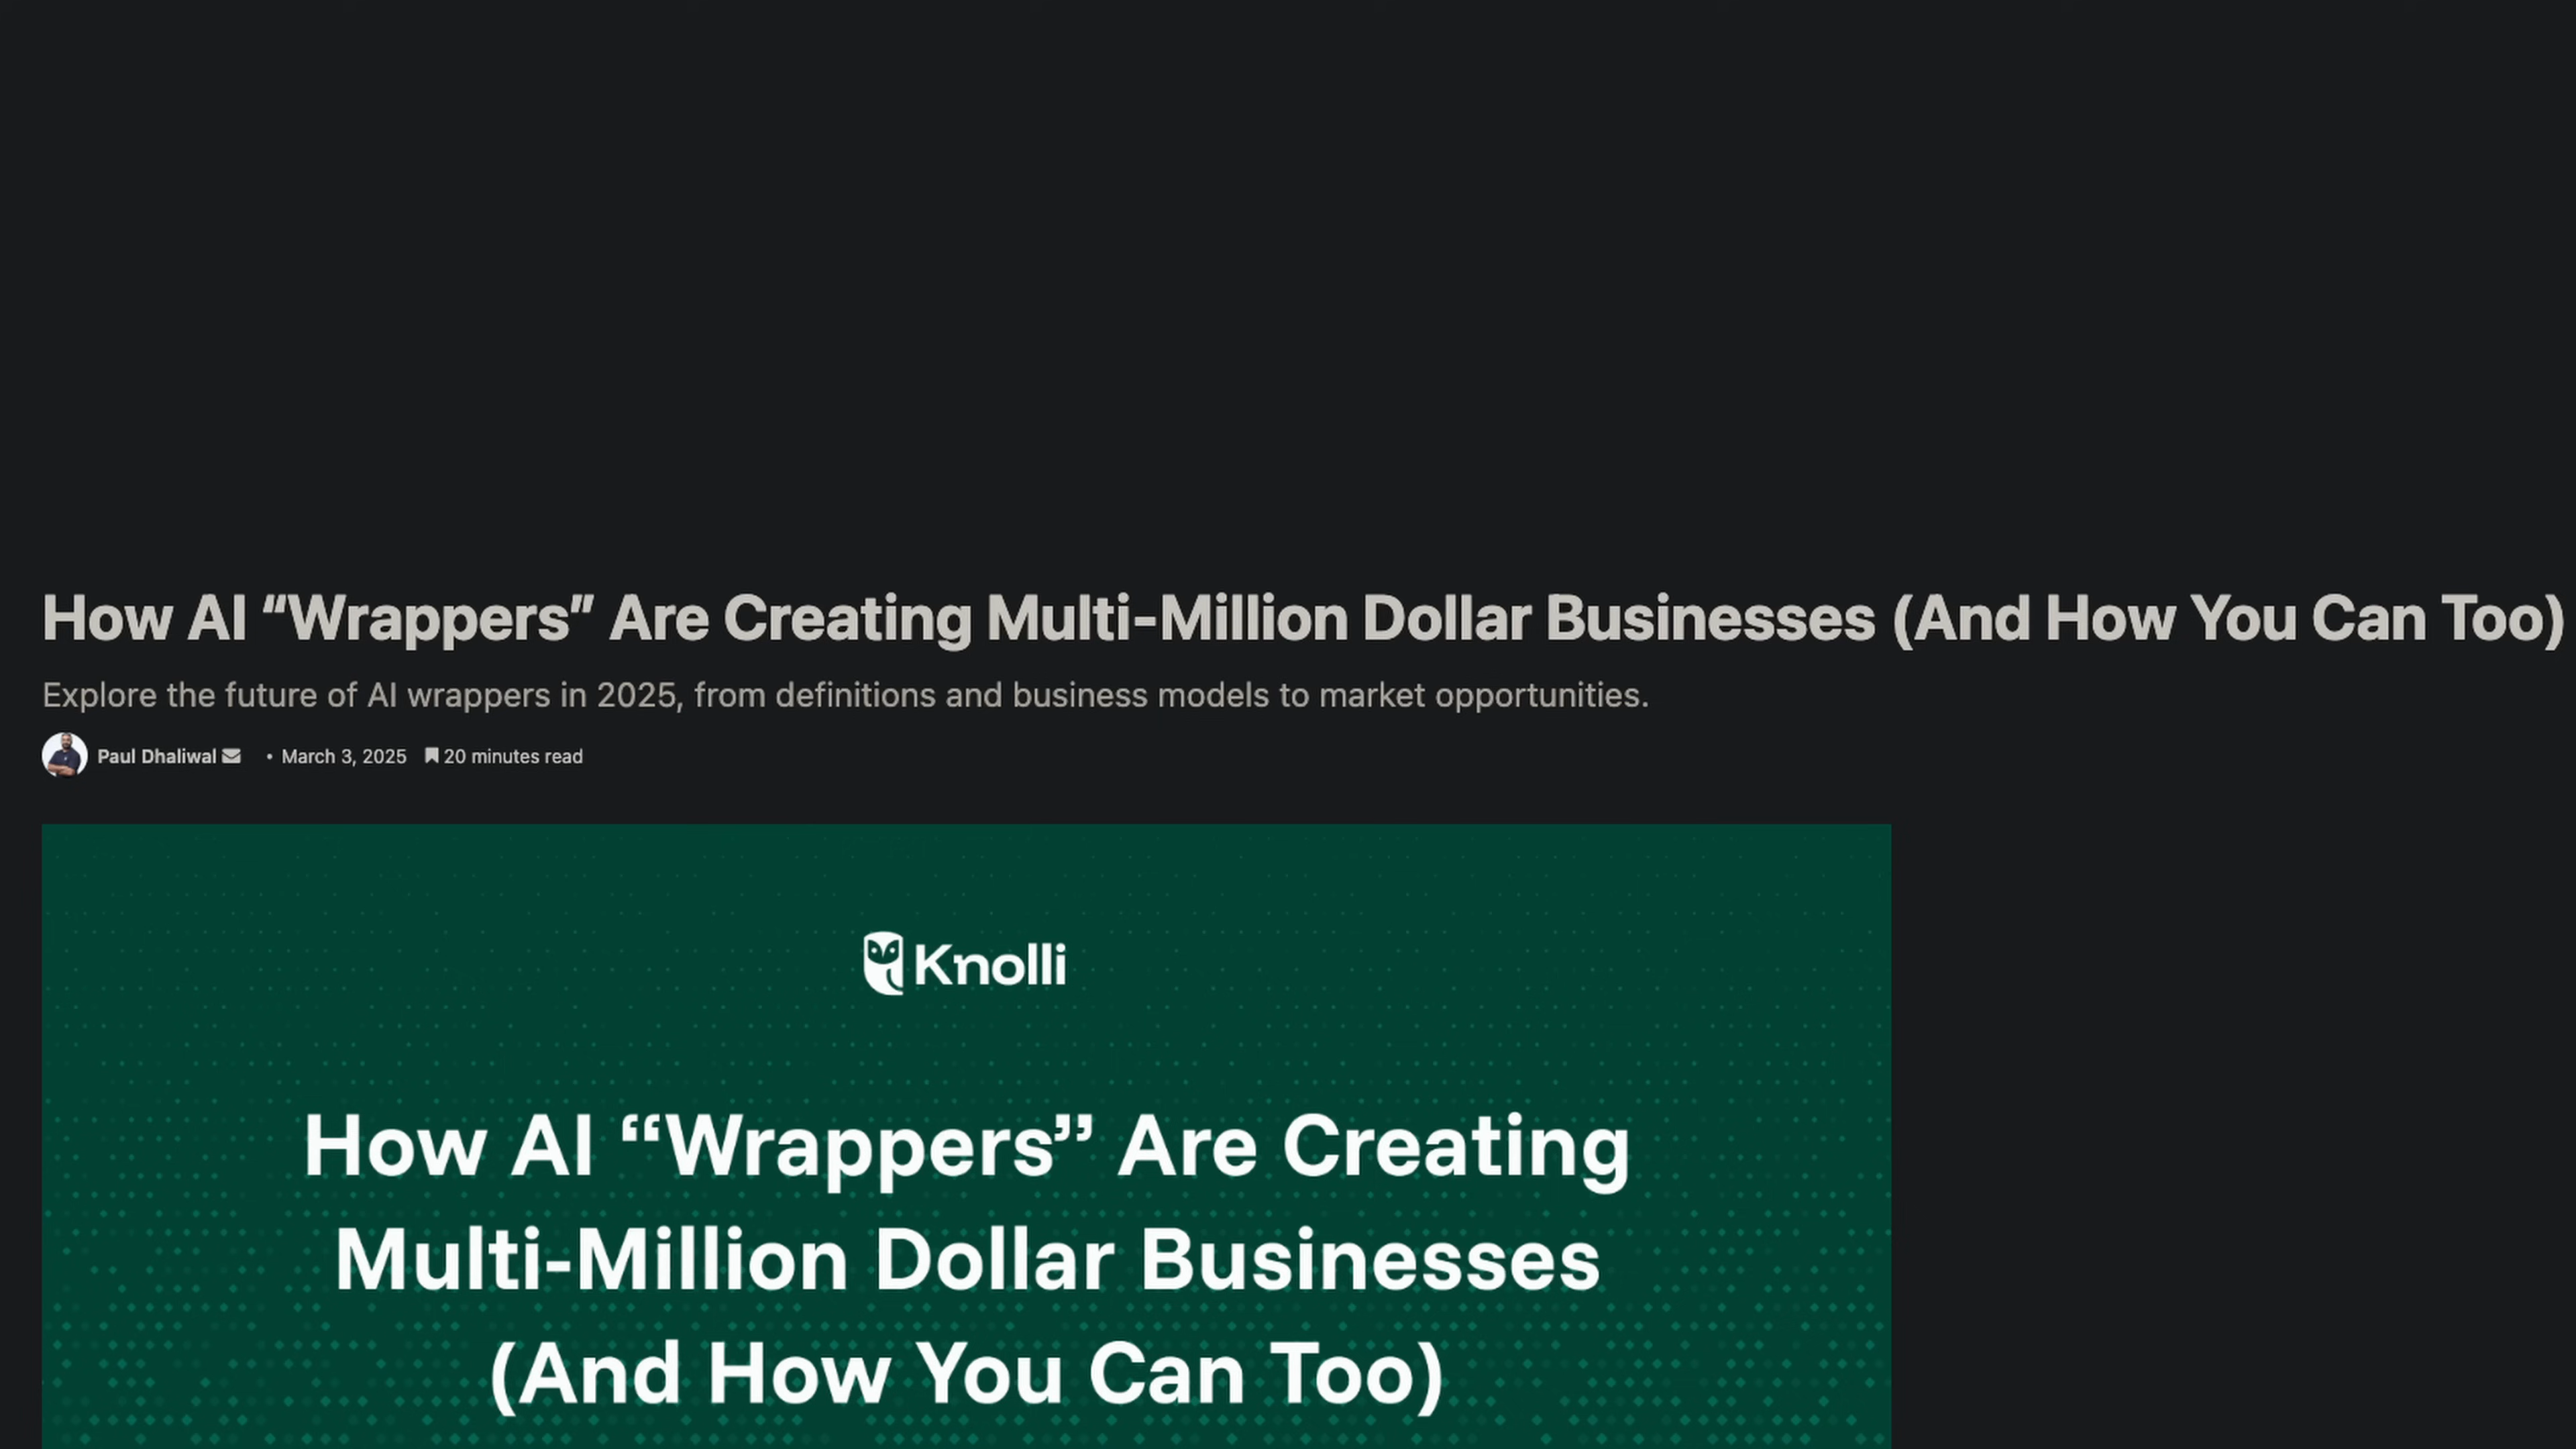 How AI “Wrappers” Are Creating Multi-Million Dollar Businesses (And How You Can Too)
Explore the future of AI wrappers in 2025, from definitions and business models to market opportunities.
Paul Dhaliwal • March 3, 2025 20 minutes read
Knolli
How AI “Wrappers” Are Creating
Multi-Million Dollar Businesses
(And How You Can Too)